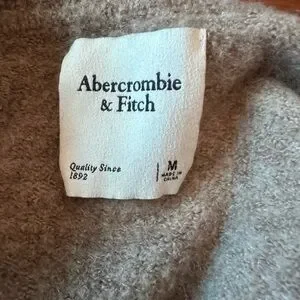 Abercrombie
& Fitch
Quality Since
1892
M
MADE IN
CHINA